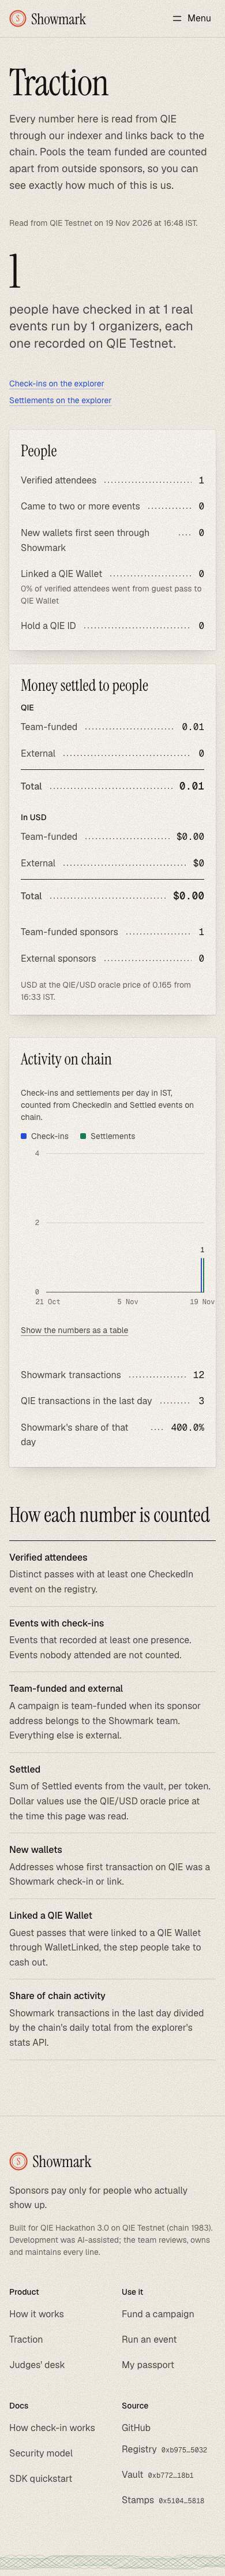 Showmark
Menu
Traction
Every number here is read from QIE
through our indexer and links back to the
chain. Pools the team funded are counted
apart from outside sponsors, so you can
see exactly how much of this is us.
Read from QIE Testnet on 19 Nov 2026 at 16:48 IST.
1
people have checked in at 1 real
events run by 1 organizers, each
one recorded on QIE Testnet.
Check-ins on the explorer
Settlements on the explorer
People
Verified attendees 1
Came to two or more events 0
New wallets first seen through
Showmark 0
Linked a QIE Wallet 0
0% of verified attendees went from guest pass to
QIE Wallet
Hold a QIE ID 0
Money settled to people
QIE
Team-funded 0.01
External 0
Total 0.01
In USD
Team-funded $0.00
External $0
Total $0.00
Team-funded sponsors 1
External sponsors 0
USD at the QIE/USD oracle price of 0.165 from
16:33 IST.
Activity on chain
Check-ins and settlements per day in IST,
counted from CheckedIn and Settled events on
chain.
Check-ins Settlements
4
2
1
0
21 Oct 5 Nov 19 Nov
Show the numbers as a table
Showmark transactions 12
QIE transactions in the last day 3
Showmark's share of that
day 400.0%
How each number is counted
Verified attendees
Distinct passes with at least one CheckedIn
event on the registry.
Events with check-ins
Events that recorded at least one presence.
Events nobody attended are not counted.
Team-funded and external
A campaign is team-funded when its sponsor
address belongs to the Showmark team.
Everything else is external.
Settled
Sum of Settled events from the vault, per token.
Dollar values use the QIE/USD oracle price at
the time this page was read.
New wallets
Addresses whose first transaction on QIE was a
Showmark check-in or link.
Linked a QIE Wallet
Guest passes that were linked to a QIE Wallet
through WalletLinked, the step people take to
cash out.
Share of chain activity
Showmark transactions in the last day divided
by the chain's daily total from the explorer's
stats API.
Showmark
Sponsors pay only for people who actually
show up.
Built for QIE Hackathon 3.0 on QIE Testnet (chain 1983).
Development was AI-assisted; the team reviews, owns
and maintains every line.
Product
How it works
Traction
Judges' desk
Use it
Fund a campaign
Run an event
My passport
Docs
How check-in works
Security model
SDK quickstart
Source
GitHub
Registry 0xb975…5032
Vault 0xb772…18b1
Stamps 0x5104…5818